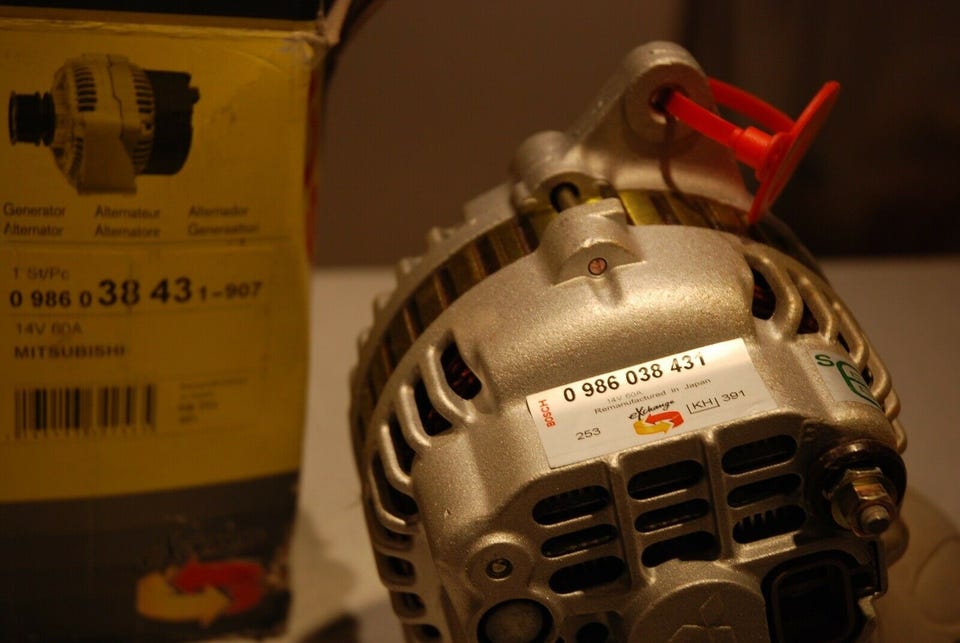 Generator Alternateur Alternador
Alternator Alternatore Generaattori
1 St/Pc
0 986 0 38 43 1-907
14V 60A
MITSUBISHI
BOSCH
0 986 038 431
14V 60A
Remanufactured in Japan
eXchange
253
KH 391
S
E